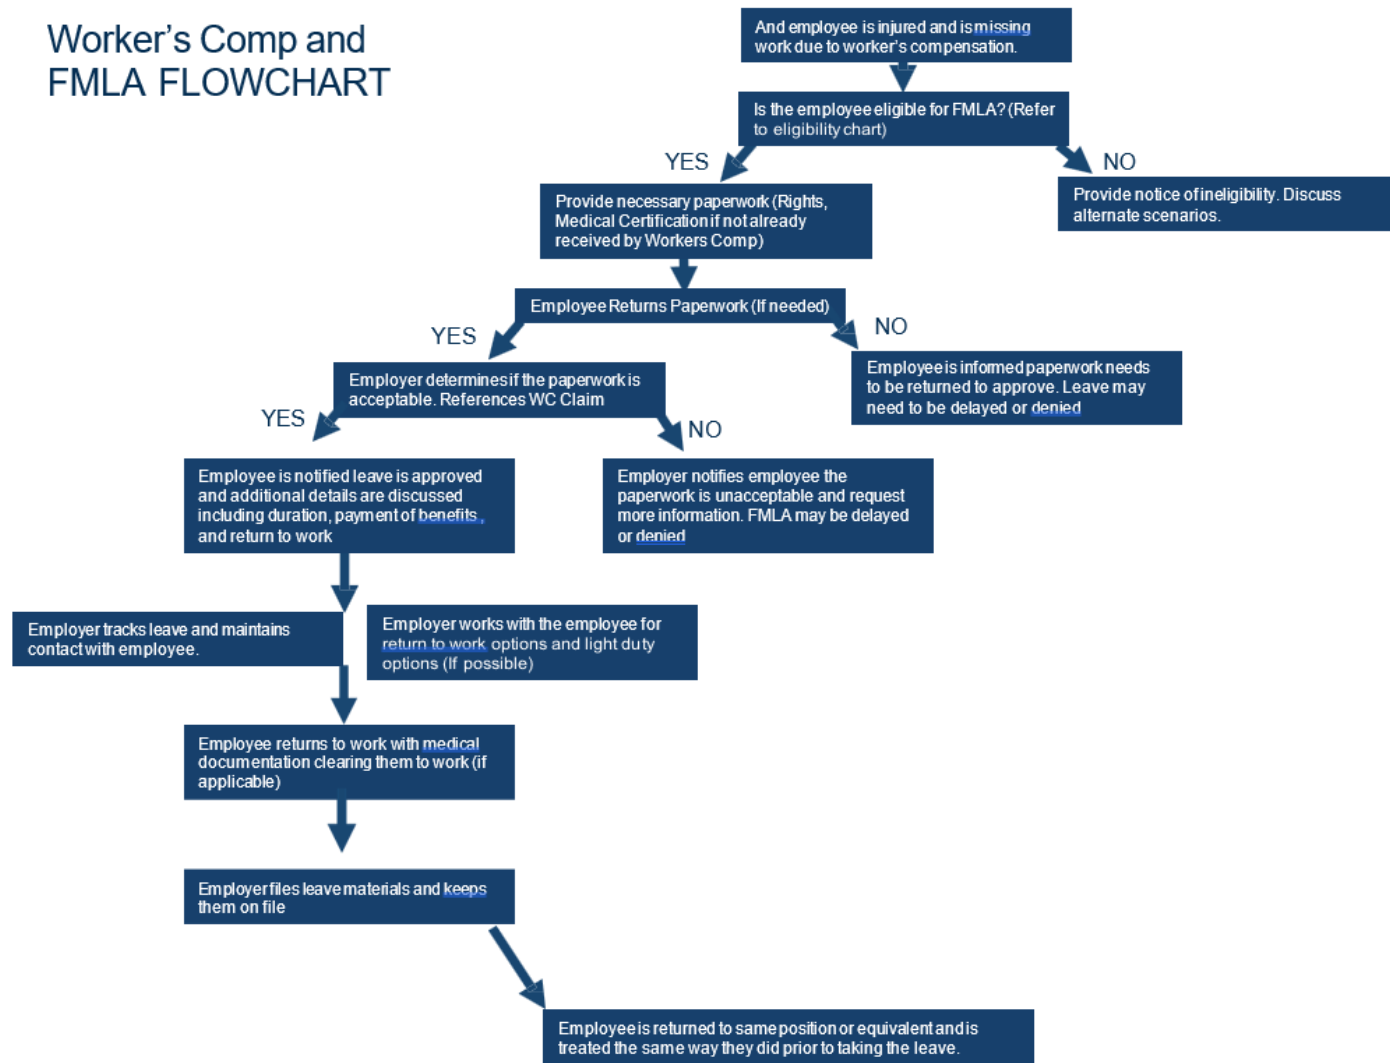 Worker's Comp and
FMLA FLOWCHART
And employee is injured and is missing
work due to worker's compensation.
Is the employee eligible for FMLA? (Refer
to eligibility chart)
YES
NO
Provide necessary paperwork (Rights,
Medical Certification if not already
received by Workers Comp)
Provide notice of ineligibility. Discuss
alternate scenarios.
Employee Returns Paperwork (If needed)
YES
NO
Employer determines if the paperwork is
acceptable. References WC Claim
Employee is informed paperwork needs
to be returned to approve. Leave may
need to be delayed or denied
YES
NO
Employee is notified leave is approved
and additional details are discussed
including duration, payment of benefits,
and return to work
Employer notifies employee the
paperwork is unacceptable and request
more information. FMLA may be delayed
or denied
Employer tracks leave and maintains
contact with employee.
Employer works with the employee for
return to work options and light duty
options (If possible)
Employee returns to work with medical
documentation clearing them to work (if
applicable)
Employer files leave materials and keeps
them on file
Employee is returned to same position or equivalent and is
treated the same way they did prior to taking the leave.